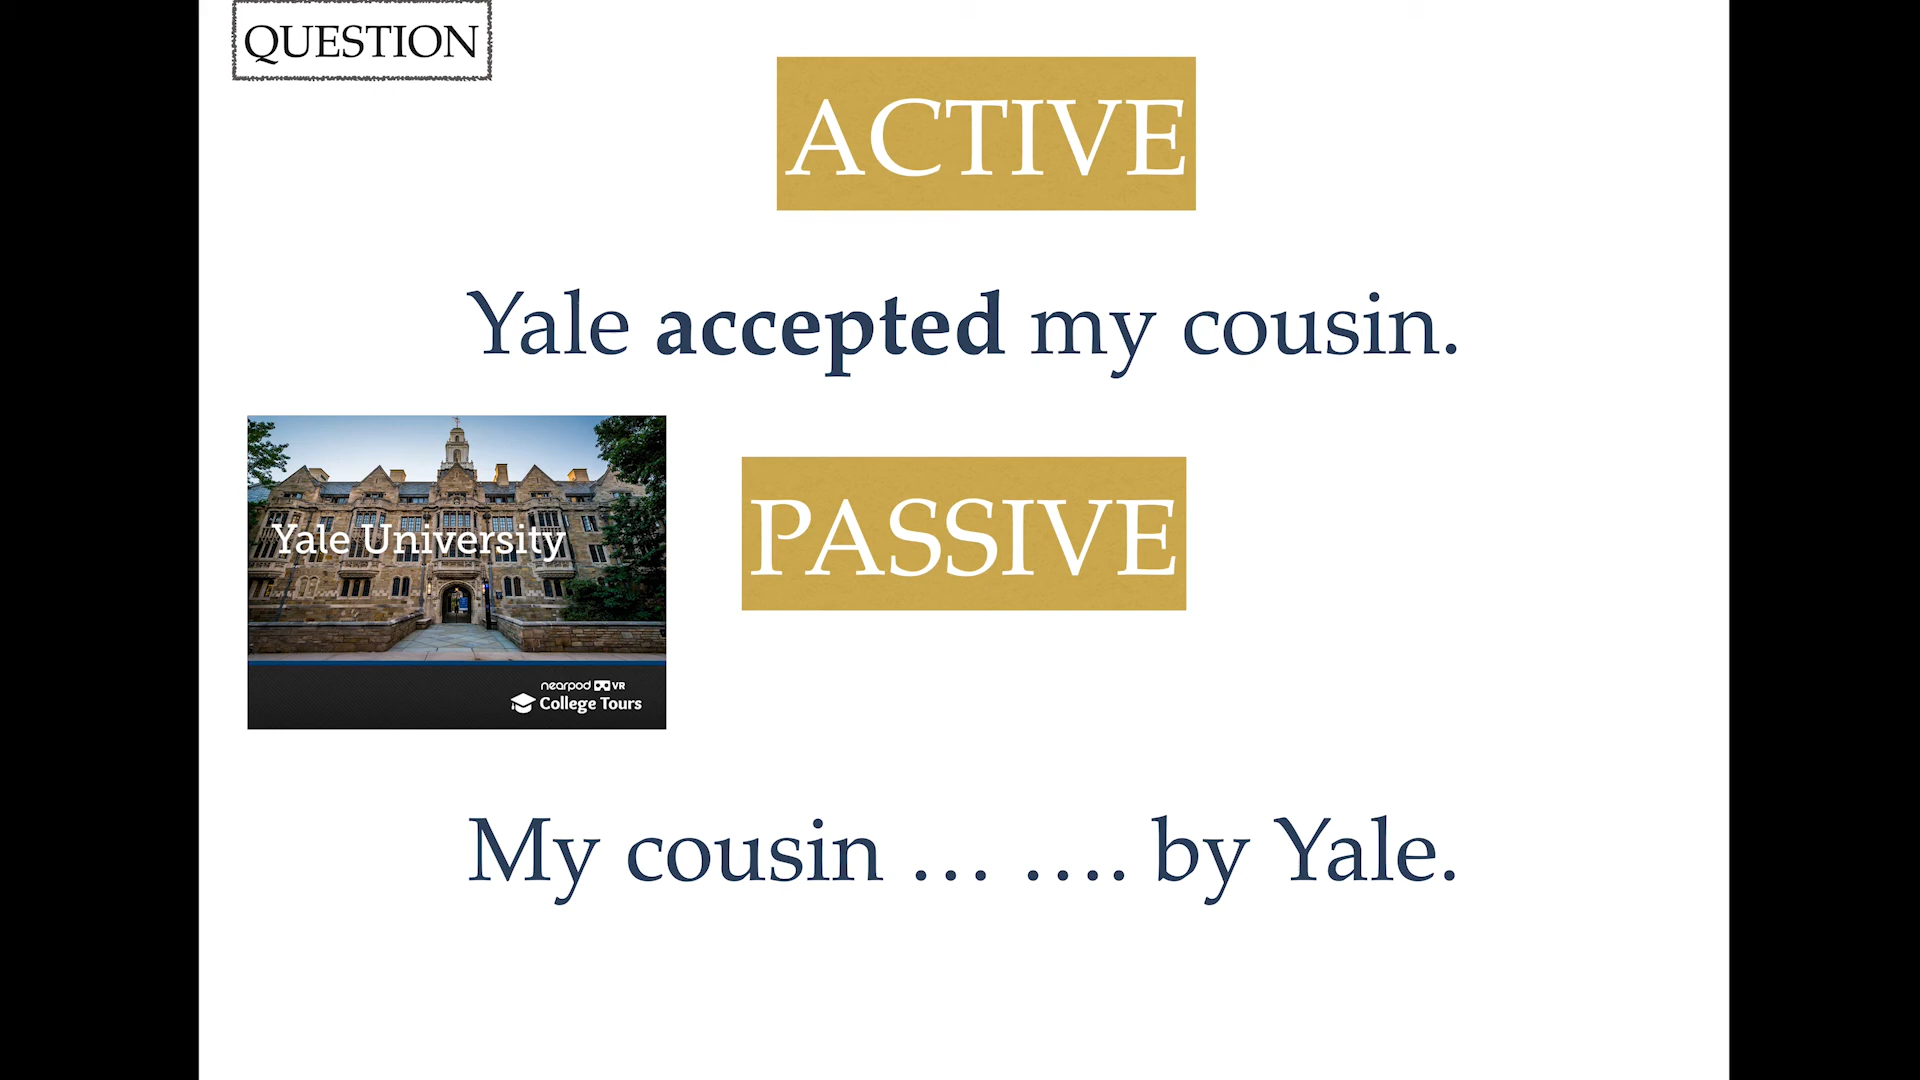 QUESTION
ACTIVE
Yale accepted my cousin.
Yale University
nearpod VR
College Tours
PASSIVE
My cousin … …. by Yale.